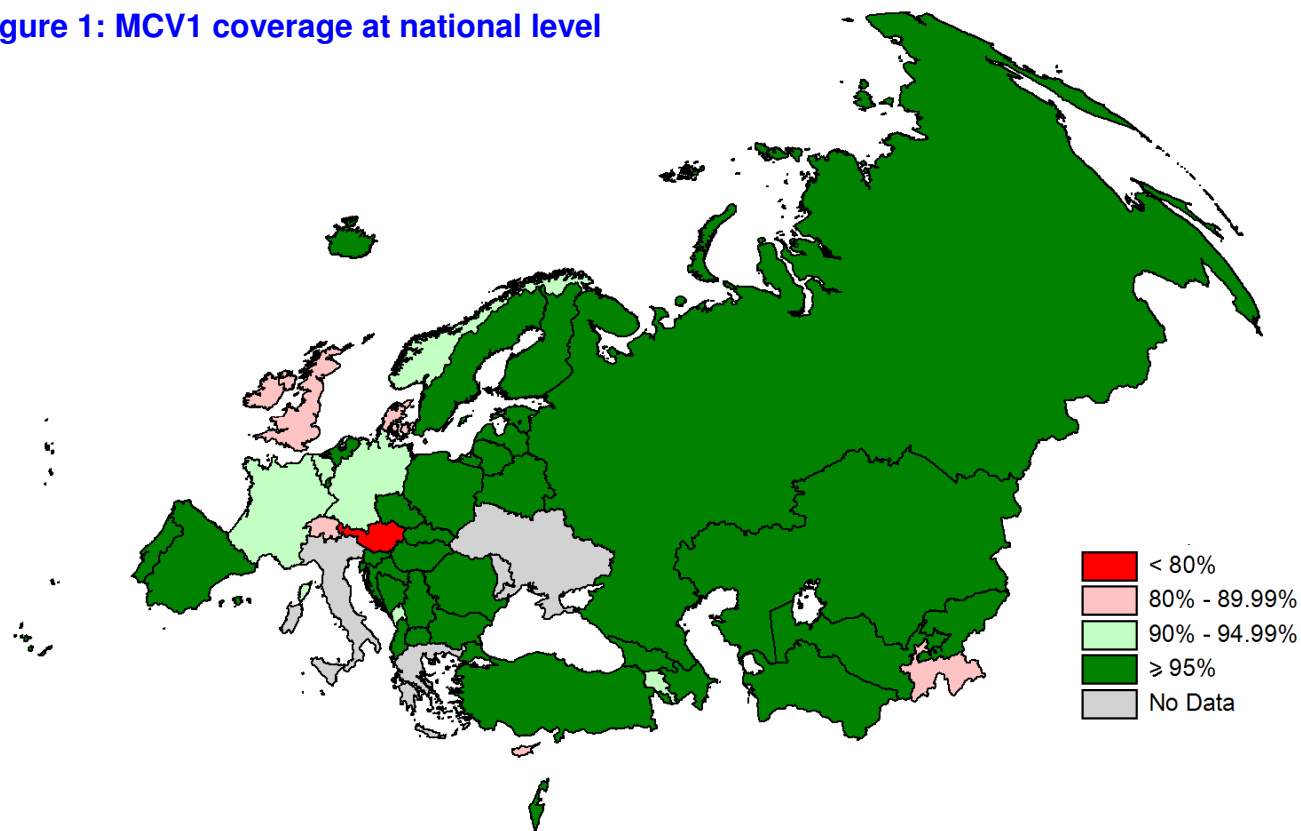 gure 1: MCV1 coverage at national level
< 80%
80% - 89.99%
90% - 94.99%
⩾ 95%
No Data